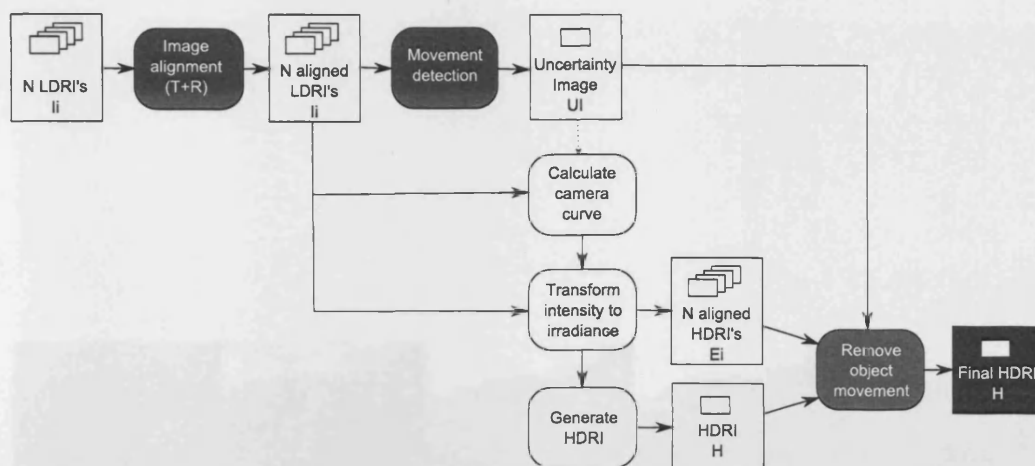 N LDRI's
Ii
Image
alignment
(T+R)
N aligned
LDRI's
Ii
Movement
detection
Uncertainty
Image
UI
Calculate
camera
curve
Transform
intensity to
irradiance
N aligned
HDRI's
Ei
Generate
HDRI
HDRI
H
Remove
object
movement
Final HDRI
H